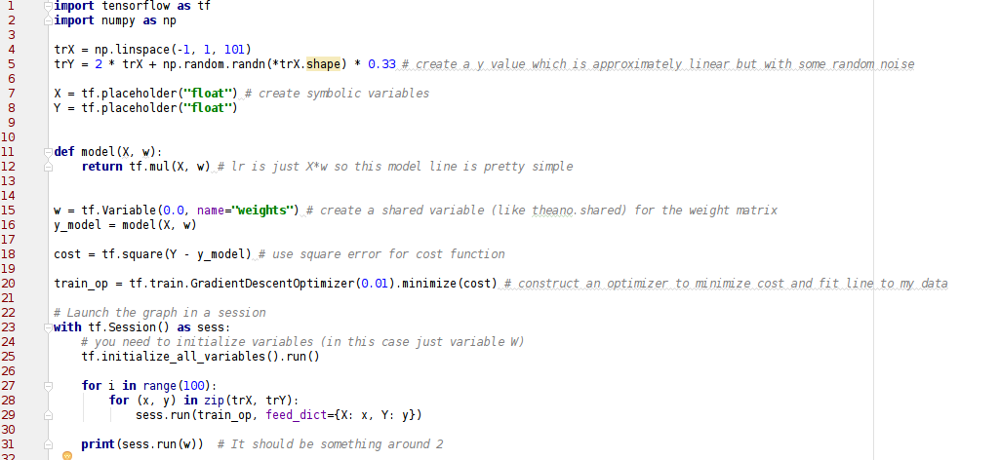 1 import tensorflow as tf
2 import numpy as np
3
4 trX = np.linspace(-1, 1, 101)
5 trY = 2 * trX + np.random.randn(*trX.shape) * 0.33 # create a y value which is approximately linear but with some random noise
6
7 X = tf.placeholder("float") # create symbolic variables
8 Y = tf.placeholder("float")
9
10
11 def model(X, w):
12     return tf.mul(X, w) # lr is just X*w so this model line is pretty simple
13
14
15 w = tf.Variable(0.0, name="weights") # create a shared variable (like theano.shared) for the weight matrix
16 y_model = model(X, w)
17
18 cost = tf.square(Y - y_model) # use square error for cost function
19
20 train_op = tf.train.GradientDescentOptimizer(0.01).minimize(cost) # construct an optimizer to minimize cost and fit line to my data
21
22 # Launch the graph in a session
23 with tf.Session() as sess:
24     # you need to initialize variables (in this case just variable W)
25     tf.initialize_all_variables().run()
26
27     for i in range(100):
28         for (x, y) in zip(trX, trY):
29             sess.run(train_op, feed_dict={X: x, Y: y})
30
31     print(sess.run(w))  # It should be something around 2
32